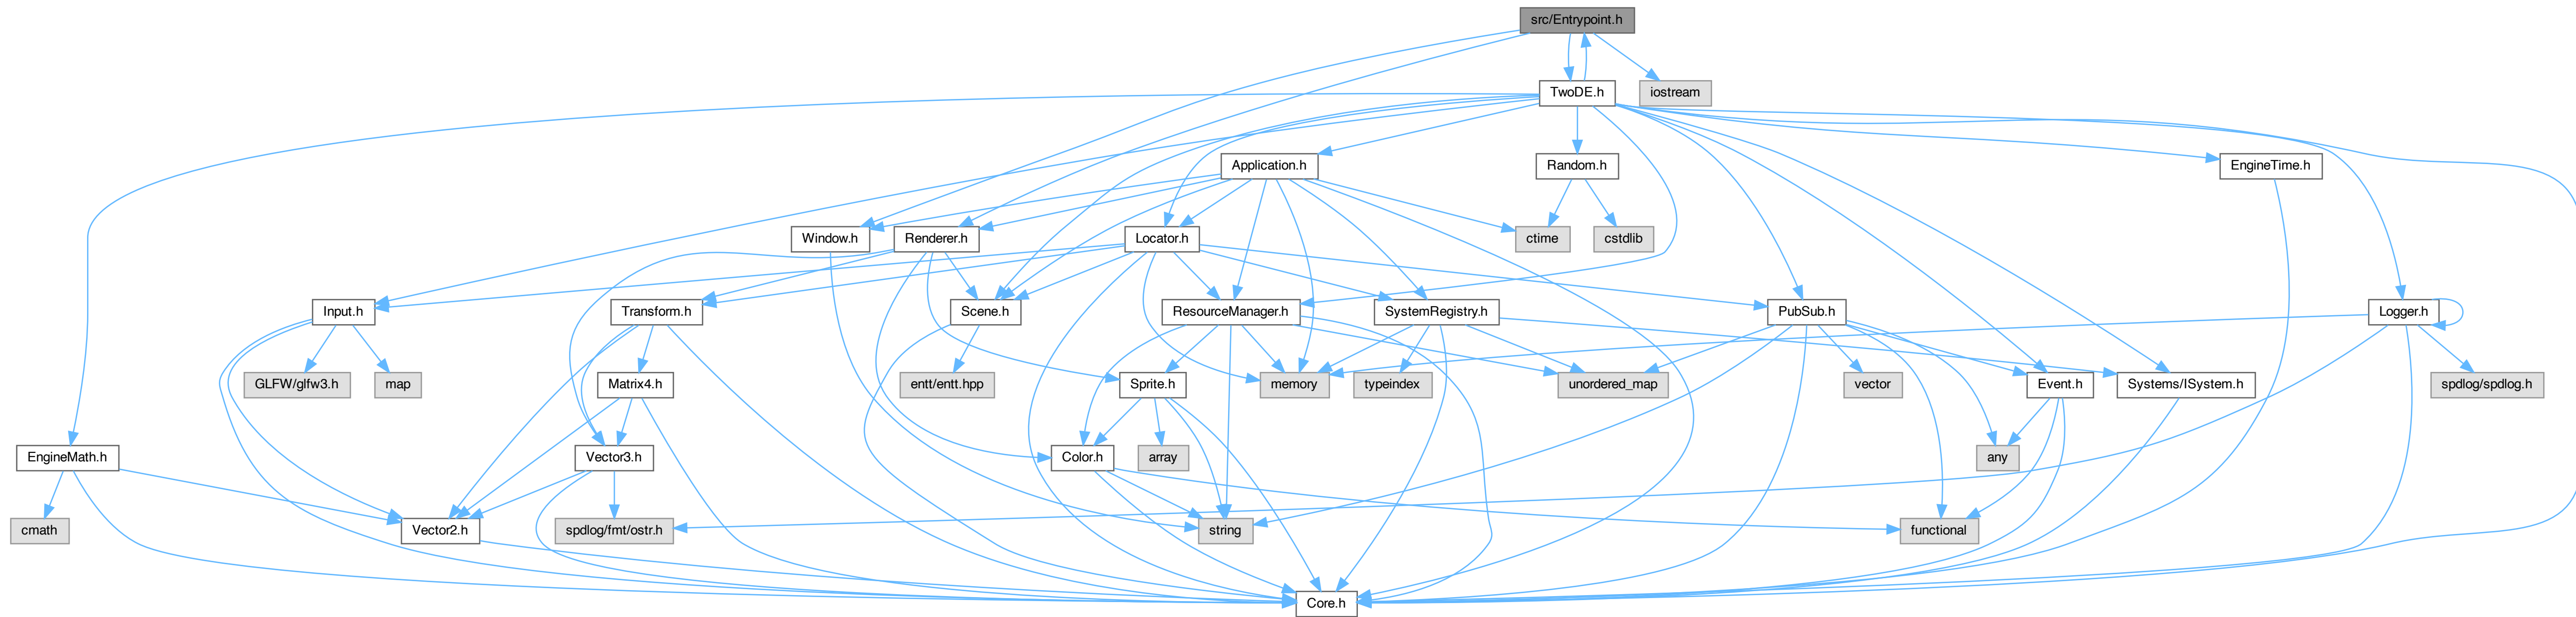 src/Entrypoint.h
TwoDE.h
iostream
Application.h
Random.h
EngineTime.h
Window.h
Renderer.h
Locator.h
ctime
cstdlib
Input.h
Transform.h
Scene.h
ResourceManager.h
SystemRegistry.h
PubSub.h
Logger.h
GLFW/glfw3.h
map
Matrix4.h
entt/entt.hpp
Sprite.h
memory
typeindex
unordered_map
vector
Event.h
Systems/ISystem.h
spdlog/spdlog.h
EngineMath.h
Vector3.h
Color.h
array
any
cmath
Vector2.h
spdlog/fmt/ostr.h
string
functional
Core.h